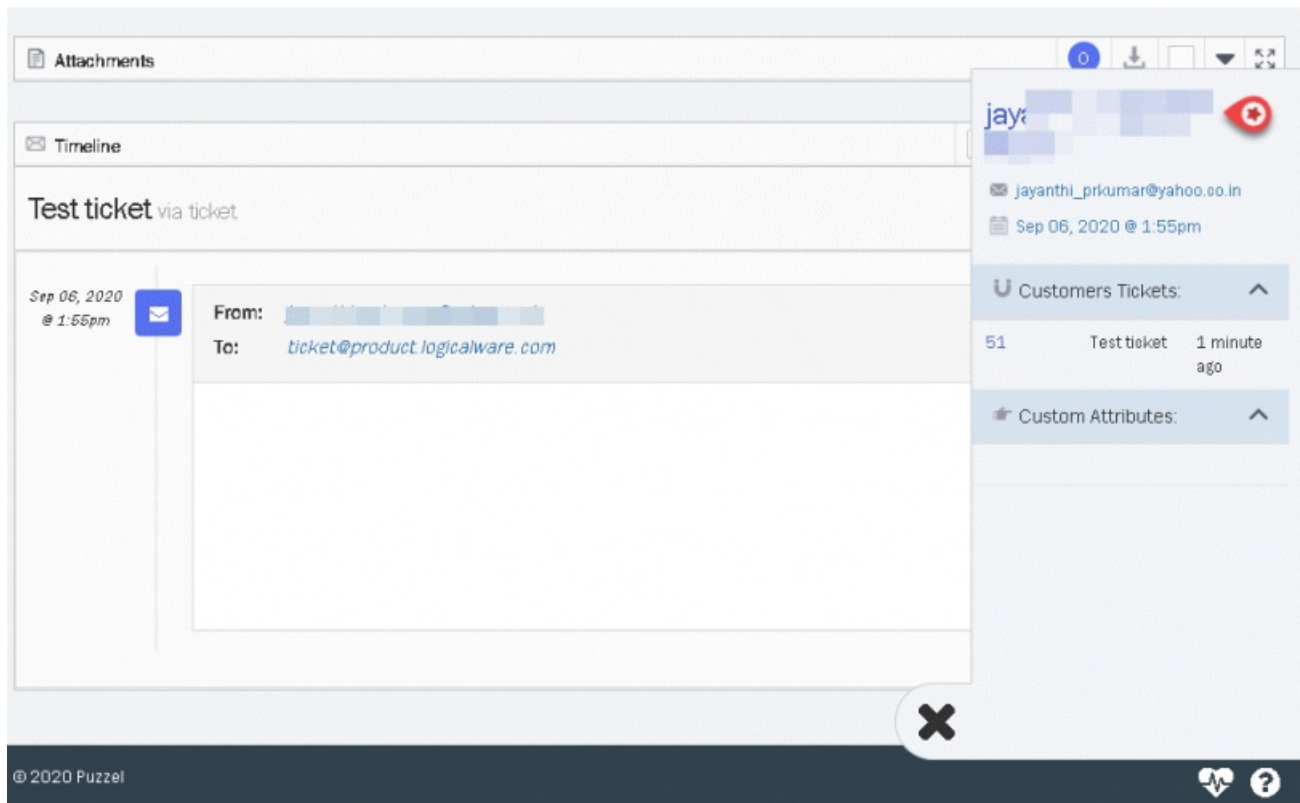 Attachments
0
Timeline
Test ticket via ticket
Sep 06, 2020
@ 1:55pm
From:
To: ticket@product.logicalware.com
jayanthi_prkumar@yahoo.co.in
Sep 06, 2020 @ 1:55pm
Customers Tickets:
51 Test ticket 1 minute
ago
Custom Attributes:
© 2020 Puzzel